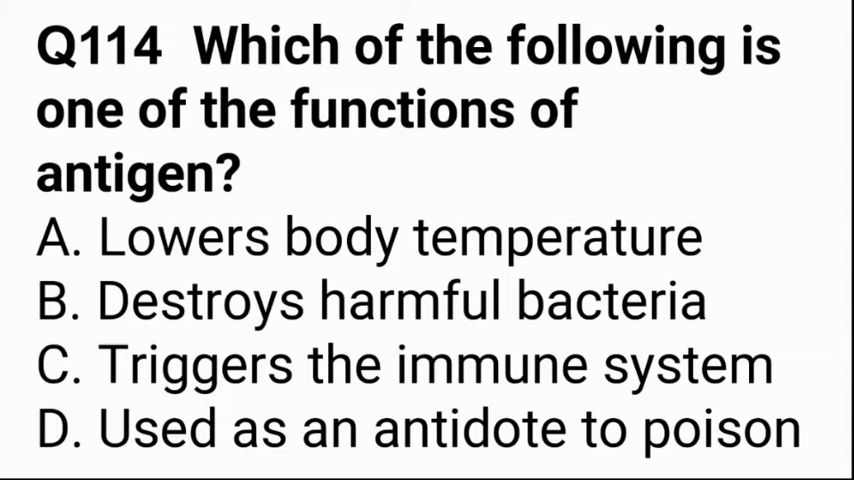 Q114 Which of the following is
one of the functions of
antigen?
A. Lowers body temperature
B. Destroys harmful bacteria
C. Triggers the immune system
D. Used as an antidote to poison